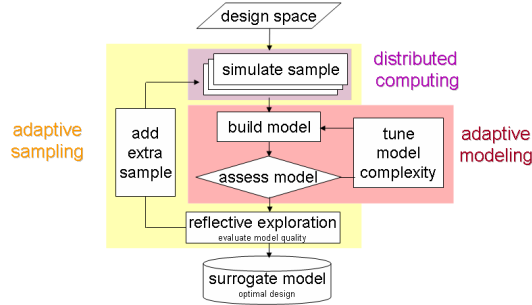 design space
simulate sample
distributed
computing
build model
adaptive
sampling
add
extra
sample
tune
model
complexity
adaptive
modeling
assess model
reflective exploration
evaluate model quality
surrogate model
optimal design